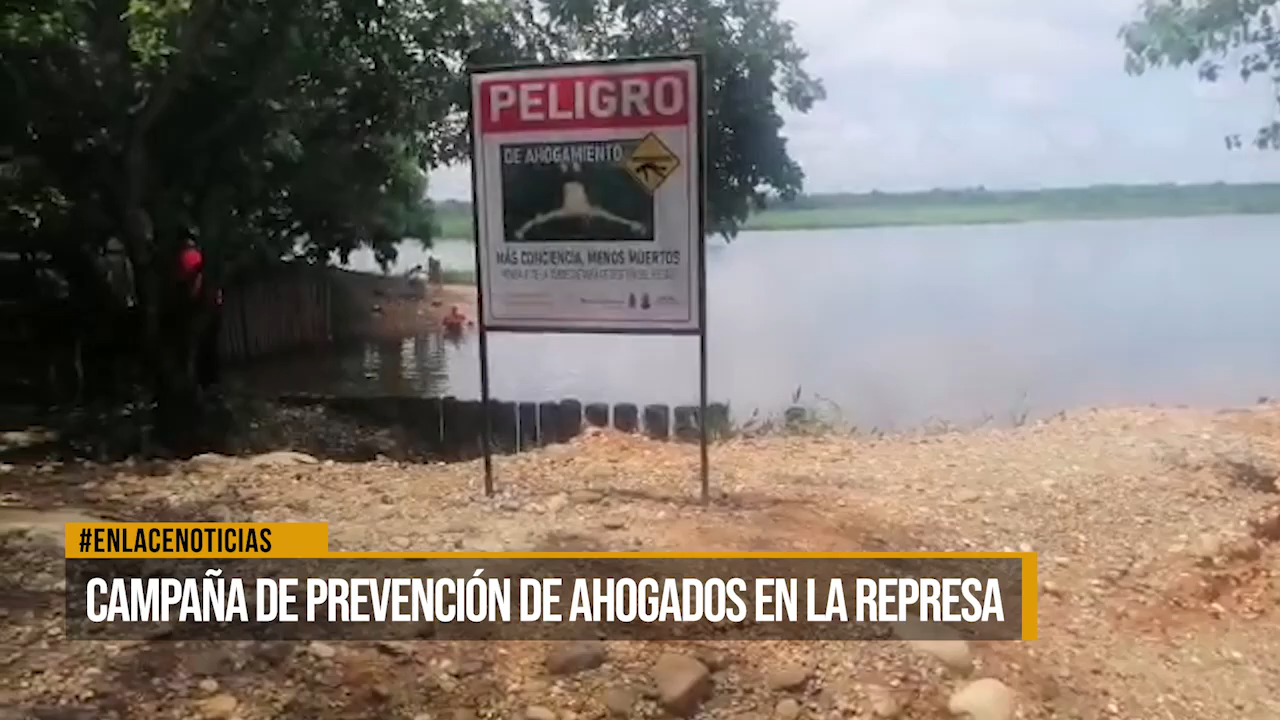 PELIGRO
DE AHOGAMIENTO
MÁS CONCIENCIA, MENOS MUERTOS
#ENLACENOTICIAS
CAMPAÑA DE PREVENCIÓN DE AHOGADOS EN LA REPRESA